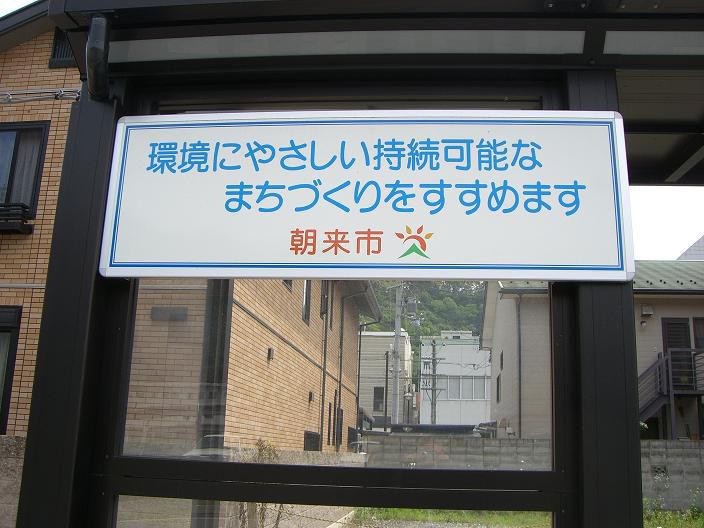 環境にやさしい持続可能な
まちづくりをすすめます
朝来市